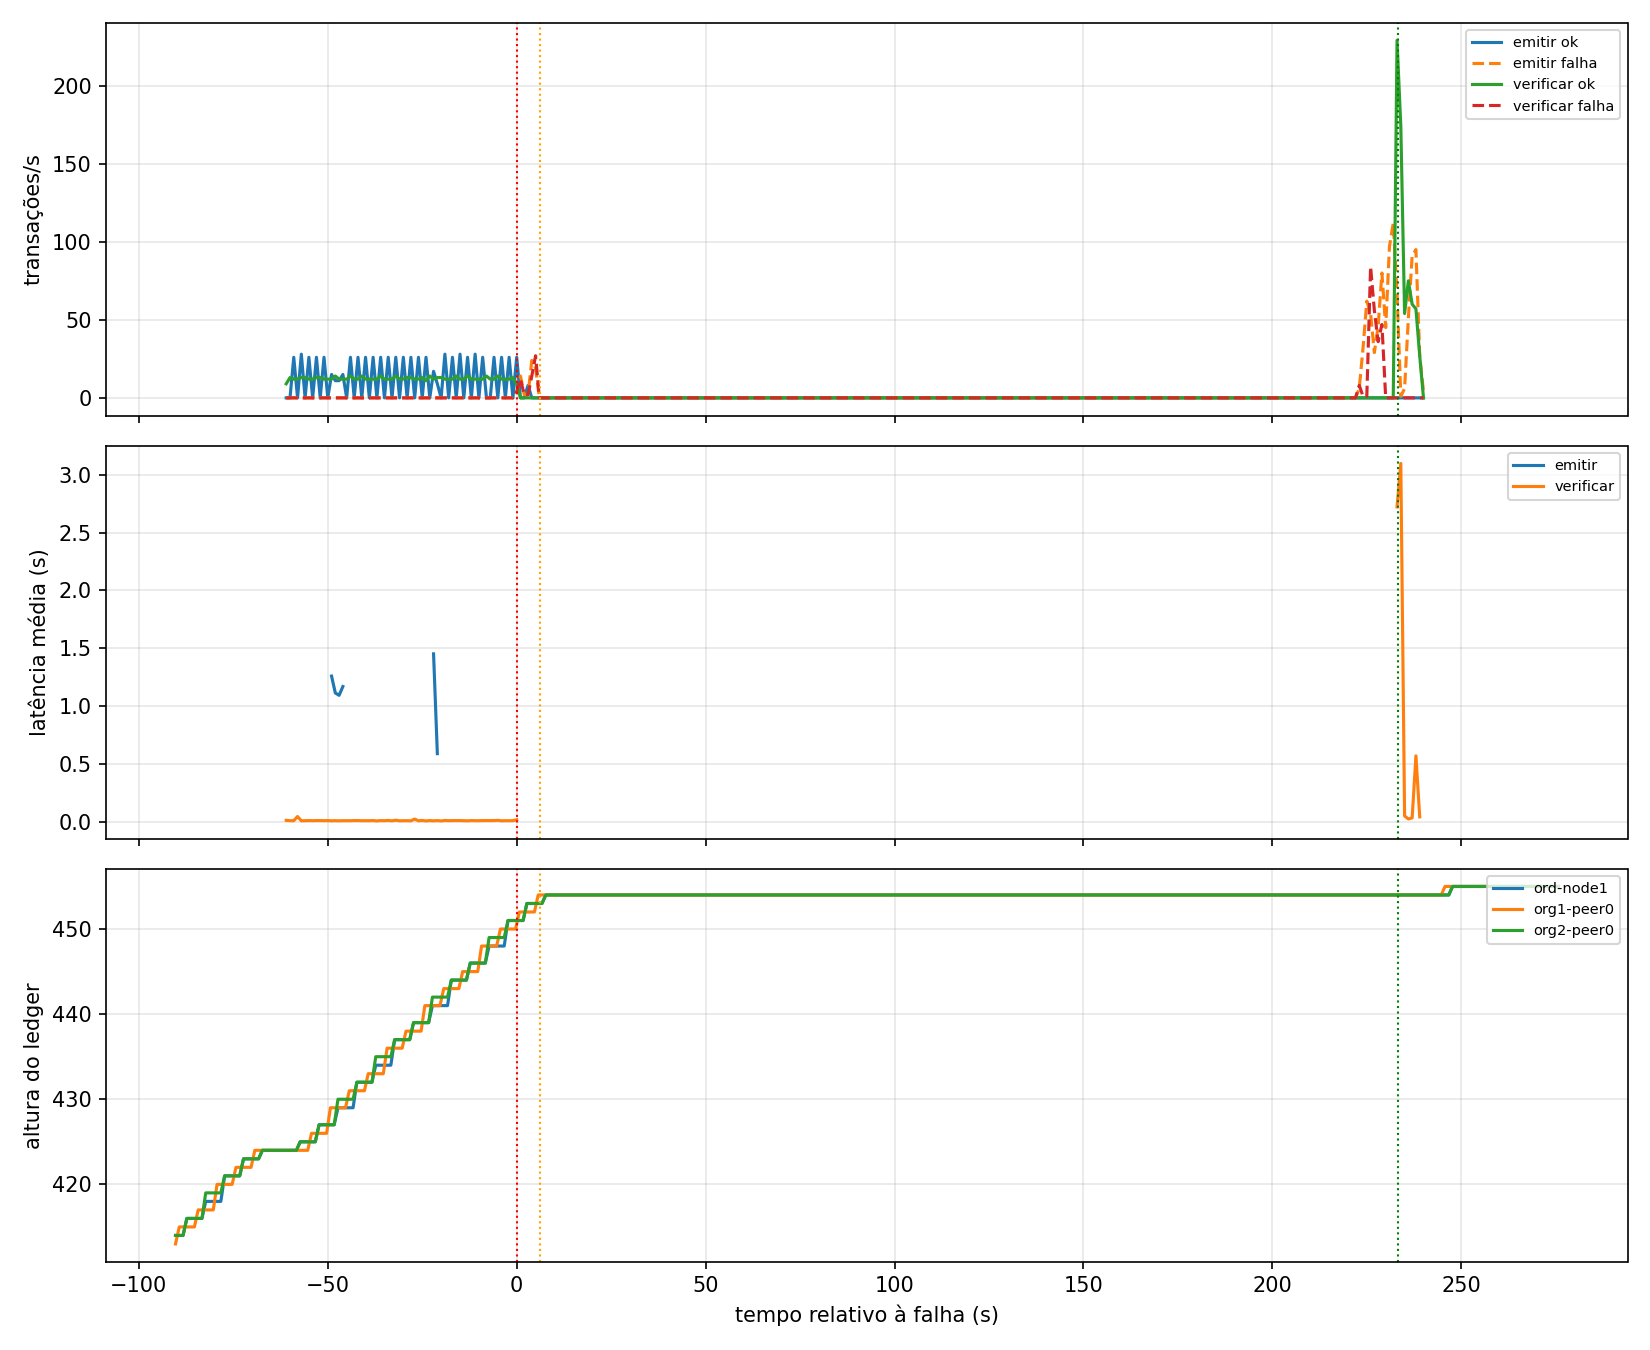 transações/s
200
150
100
50
0
emitir ok
emitir falha
verificar ok
verificar falha
latência média (s)
3.0
2.5
2.0
1.5
1.0
0.5
0.0
emitir
verificar
altura do ledger
450
440
430
420
ord-node1
org1-peer0
org2-peer0
−100 −50 0 50 100 150 200 250
tempo relativo à falha (s)